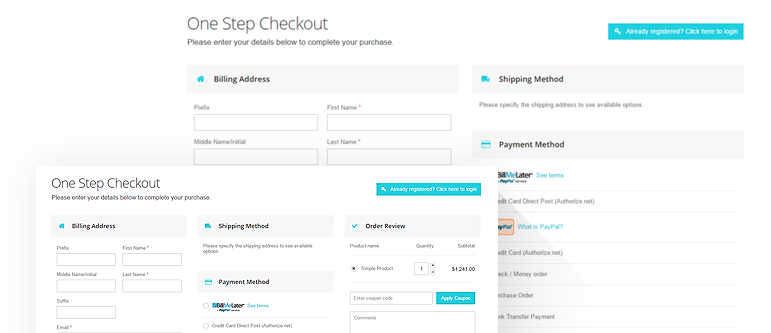 One Step Checkout
Please enter your details below to complete your purchase.
Already registered? Click here to login
Billing Address
Prefix
First Name *
Middle Name/Initial
Last Name *
Shipping Method
Please specify the shipping address to see available options.
Payment Method
BillMeLater
PayPal service
See terms
Credit Card Direct Post (Authorize.net)
What is PayPal?
Credit Card (Authorize.net)
Money order
Order
Transfer Payment
One Step Checkout
Please enter your details below to complete your purchase.
Already registered? Click here to login
Billing Address
Prefix
First Name *
Middle Name/Initial
Last Name *
Suffix
Email *
Shipping Method
Please specify the shipping address to see available
options.
Payment Method
BillMeLater
a PayPal service
See terms
Credit Card Direct Post (Authorize.net)
Order Review
Product name
Quantity
Subtotal
Simple Product
1
$1,241.00
Enter coupon code
Apply Coupon
Comments